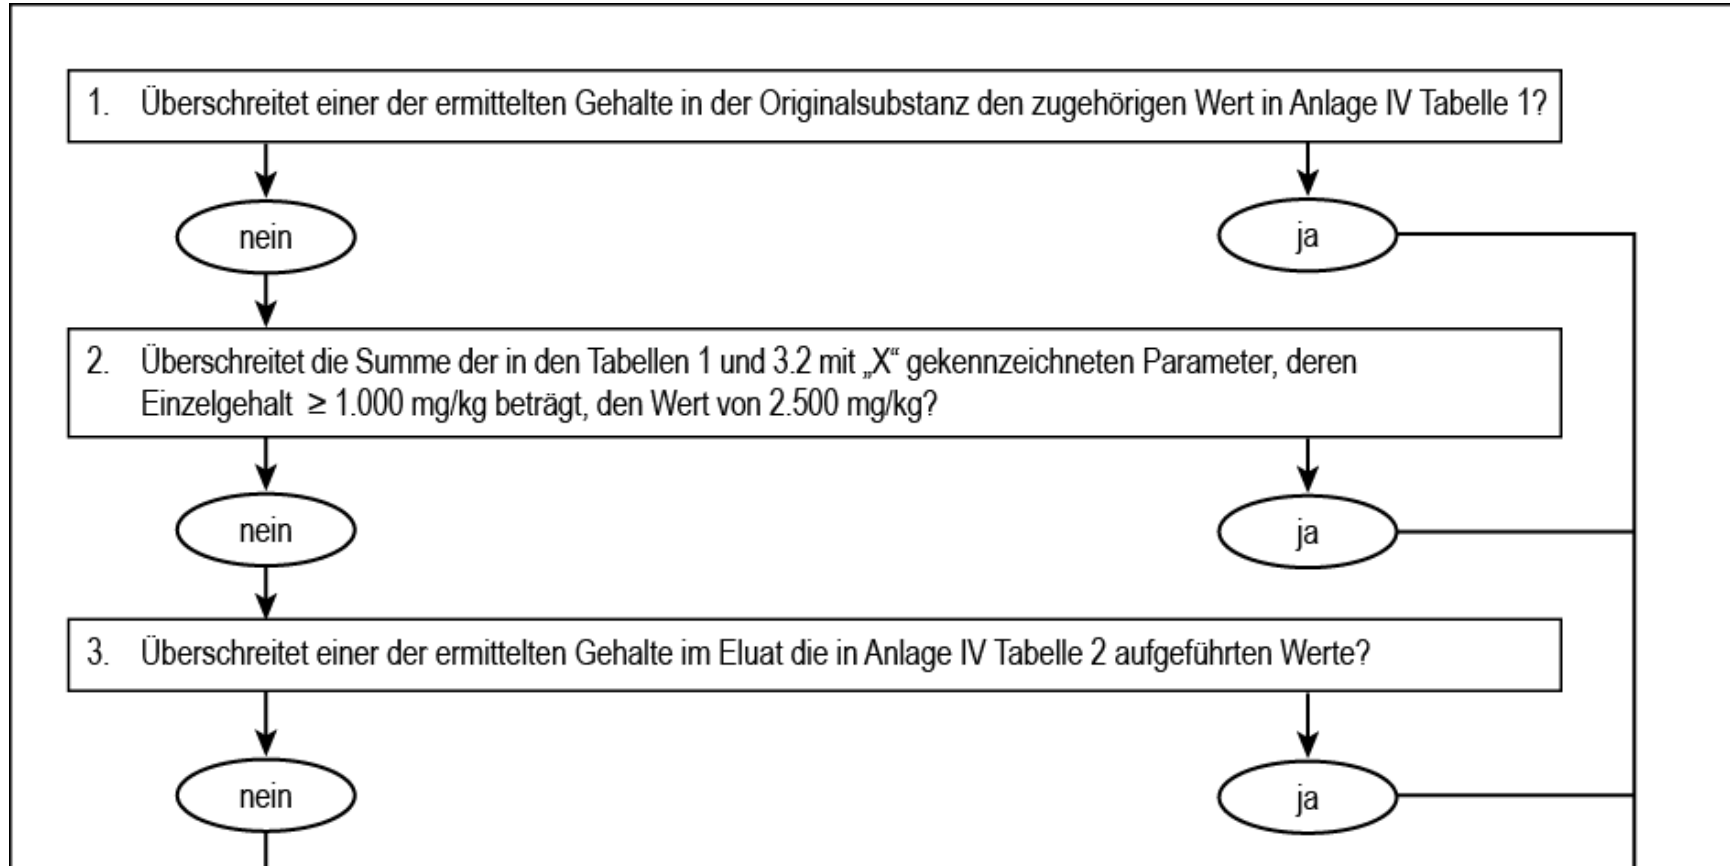 1. Überschreitet einer der ermittelten Gehalte in der Originalsubstanz den zugehörigen Wert in Anlage IV Tabelle 1?
nein
ja
2. Überschreitet die Summe der in den Tabellen 1 und 3.2 mit „X“ gekennzeichneten Parameter, deren
Einzelgehalt ≥ 1.000 mg/kg beträgt, den Wert von 2.500 mg/kg?
nein
ja
3. Überschreitet einer der ermittelten Gehalte im Eluat die in Anlage IV Tabelle 2 aufgeführten Werte?
nein
ja